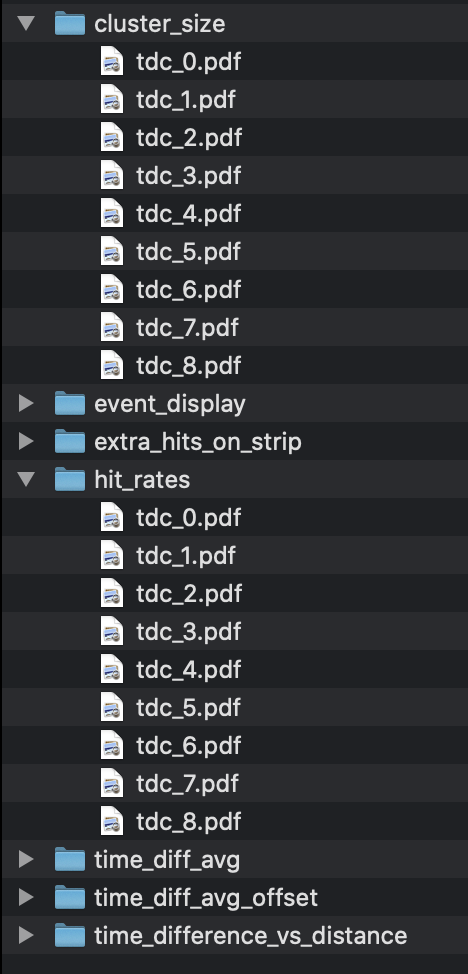 cluster_size
tdc_0.pdf
tdc_1.pdf
tdc_2.pdf
tdc_3.pdf
tdc_4.pdf
tdc_5.pdf
tdc_6.pdf
tdc_7.pdf
tdc_8.pdf
event_display
extra_hits_on_strip
hit_rates
tdc_0.pdf
tdc_1.pdf
tdc_2.pdf
tdc_3.pdf
tdc_4.pdf
tdc_5.pdf
tdc_6.pdf
tdc_7.pdf
tdc_8.pdf
time_diff_avg
time_diff_avg_offset
time_difference_vs_distance